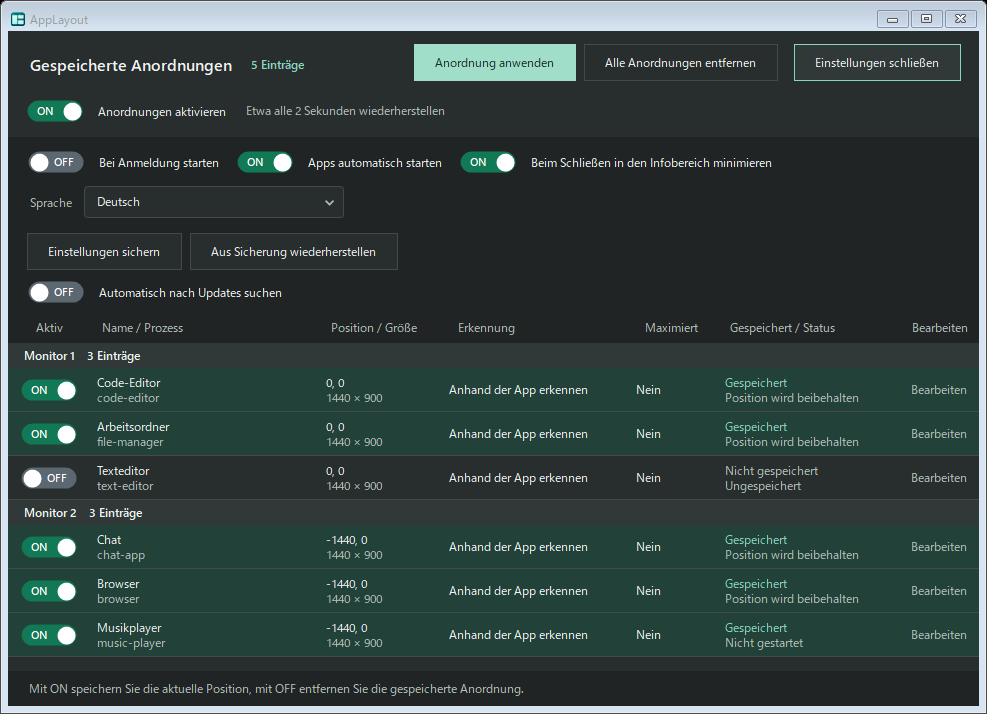 AppLayout
Gespeicherte Anordnungen 5 Einträge Anordnung anwenden Alle Anordnungen entfernen Einstellungen schließen
ON Anordnungen aktivieren Etwa alle 2 Sekunden wiederherstellen
OFF Bei Anmeldung starten ON Apps automatisch starten ON Beim Schließen in den Infobereich minimieren
Sprache Deutsch
Einstellungen sichern Aus Sicherung wiederherstellen
OFF Automatisch nach Updates suchen
Aktiv Name / Prozess Position / Größe Erkennung Maximiert Gespeichert / Status Bearbeiten
Monitor 1 3 Einträge
ON Code-Editor 0, 0 Anhand der App erkennen Nein Gespeichert Bearbeiten
code-editor 1440 × 900 Position wird beibehalten
ON Arbeitsordner 0, 0 Anhand der App erkennen Nein Gespeichert Bearbeiten
file-manager 1440 × 900 Position wird beibehalten
OFF Texteditor 0, 0 Anhand der App erkennen Nein Nicht gespeichert Bearbeiten
text-editor 1440 × 900 Ungespeichert
Monitor 2 3 Einträge
ON Chat -1440, 0 Anhand der App erkennen Nein Gespeichert Bearbeiten
chat-app 1440 × 900 Position wird beibehalten
ON Browser -1440, 0 Anhand der App erkennen Nein Gespeichert Bearbeiten
browser 1440 × 900 Position wird beibehalten
ON Musikplayer -1440, 0 Anhand der App erkennen Nein Gespeichert Bearbeiten
music-player 1440 × 900 Nicht gestartet
Mit ON speichern Sie die aktuelle Position, mit OFF entfernen Sie die gespeicherte Anordnung.